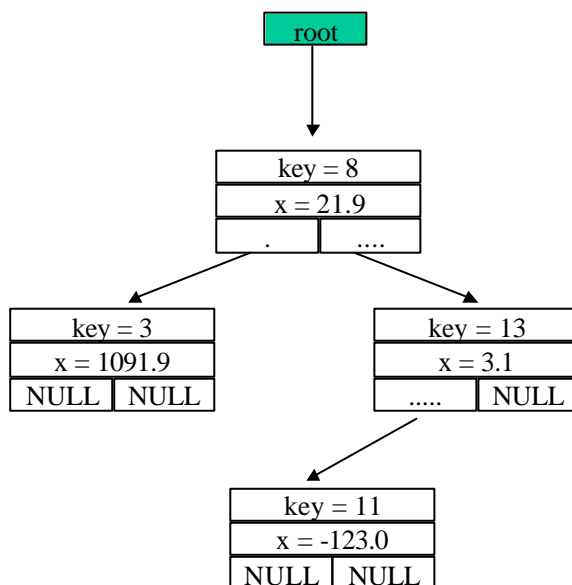 root
key = 8
x = 21.9
. ....
key = 3
x = 1091.9
NULL NULL
key = 13
x = 3.1
..... NULL
key = 11
x = -123.0
NULL NULL